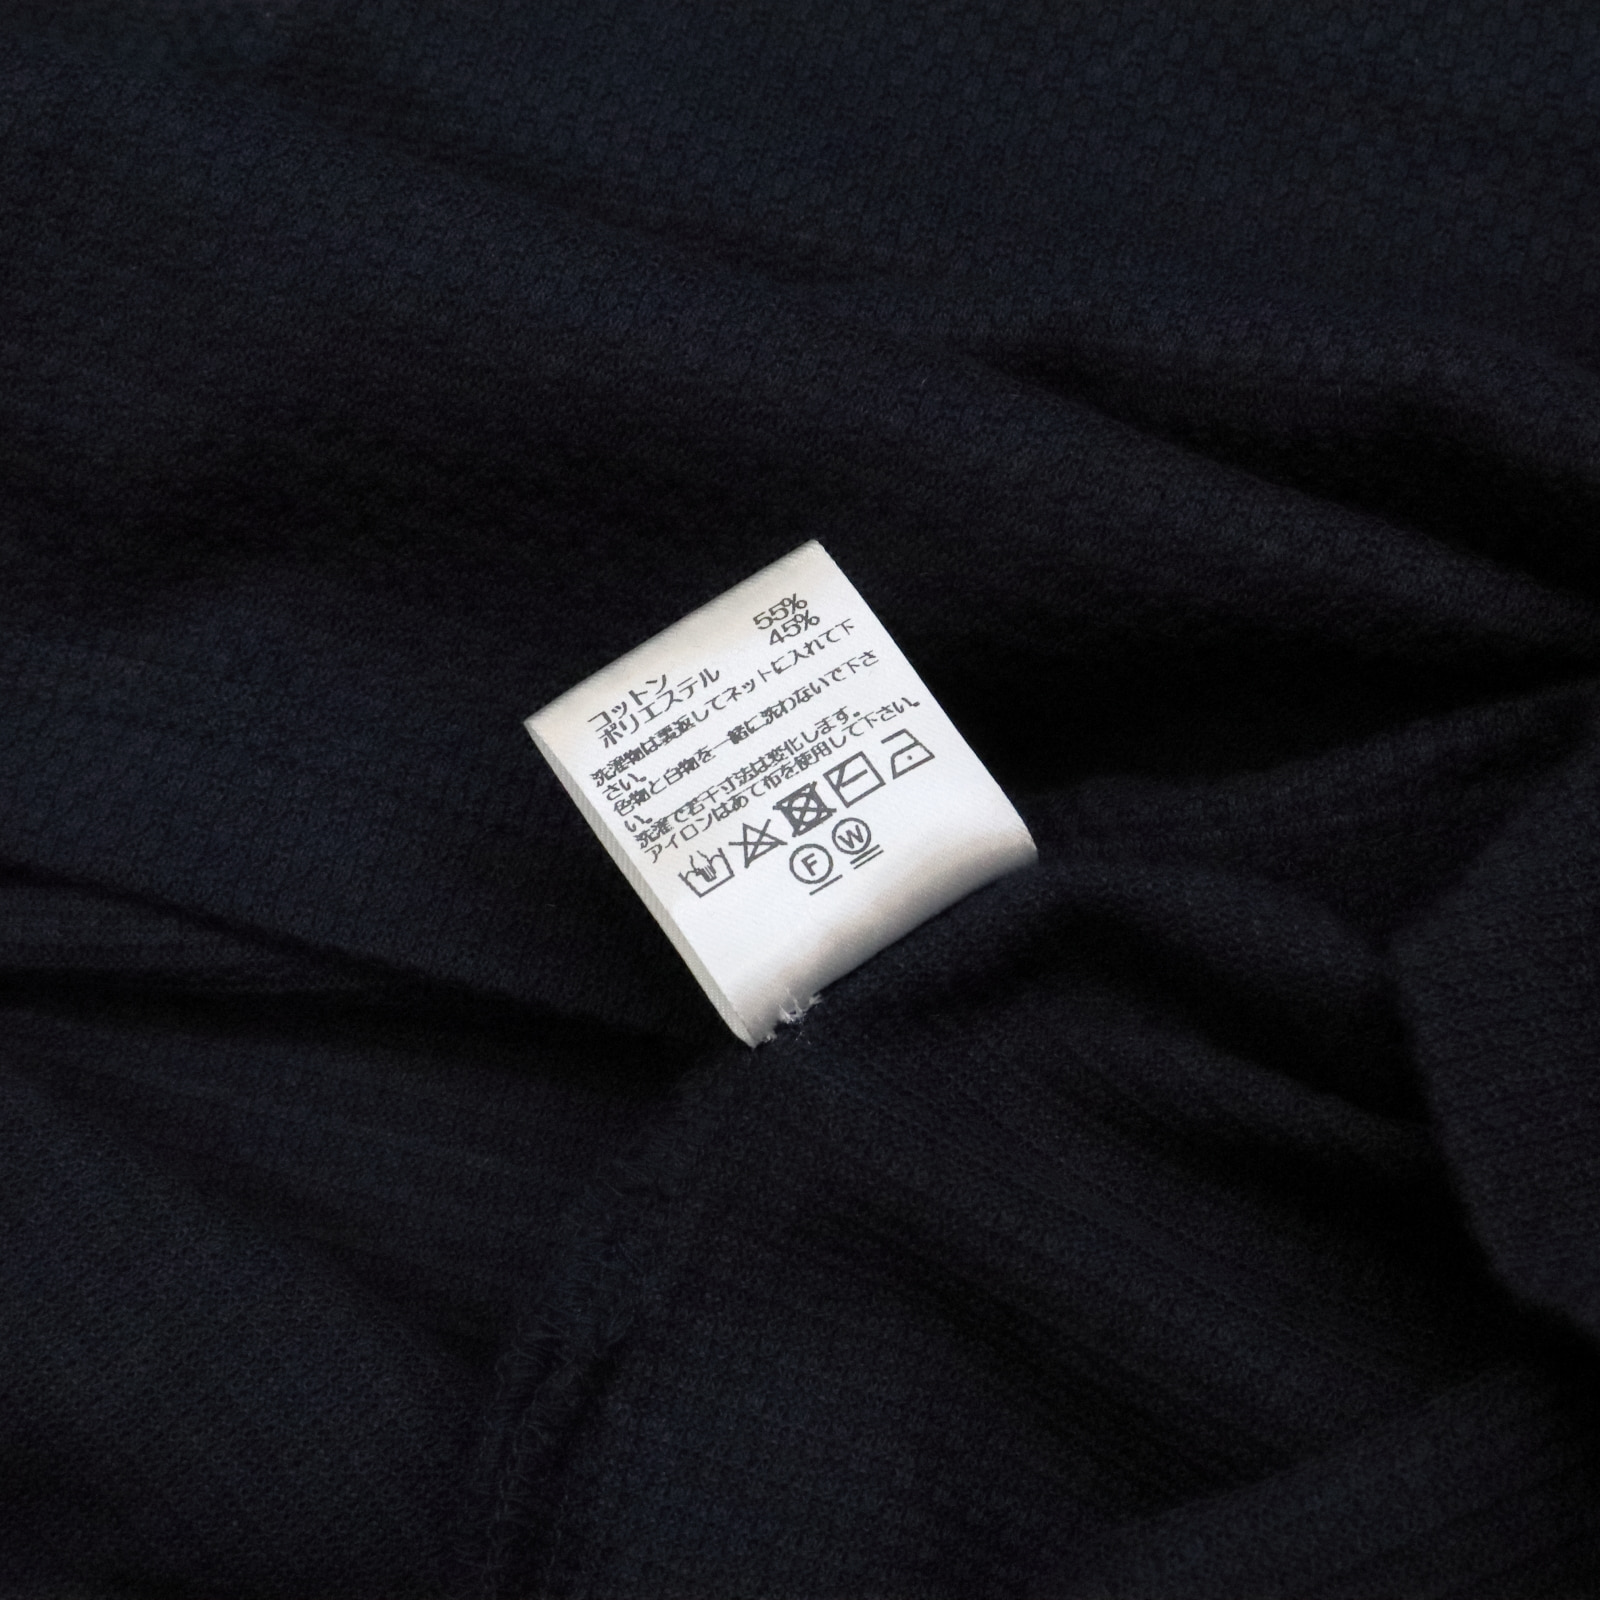 コットン 55%
ポリエステル 45%
洗濯物は裏返してネットに入れて下
さい。
色物と白物を一緒に洗わないで下さ
い。
洗濯で若干寸法は変化します。
アイロンはあて布を使用して下さい。
F W